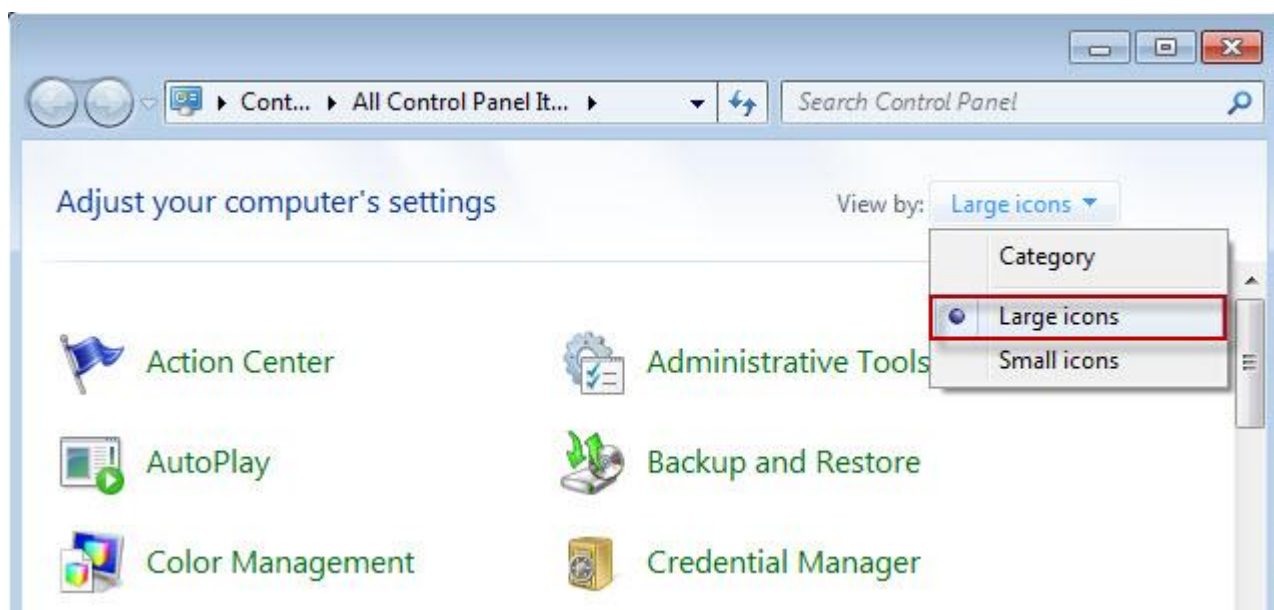 Cont... All Control Panel It... Search Control Panel
Adjust your computer's settings View by: Large icons
Category
Large icons
Small icons
Action Center Administrative Tools
AutoPlay Backup and Restore
Color Management Credential Manager